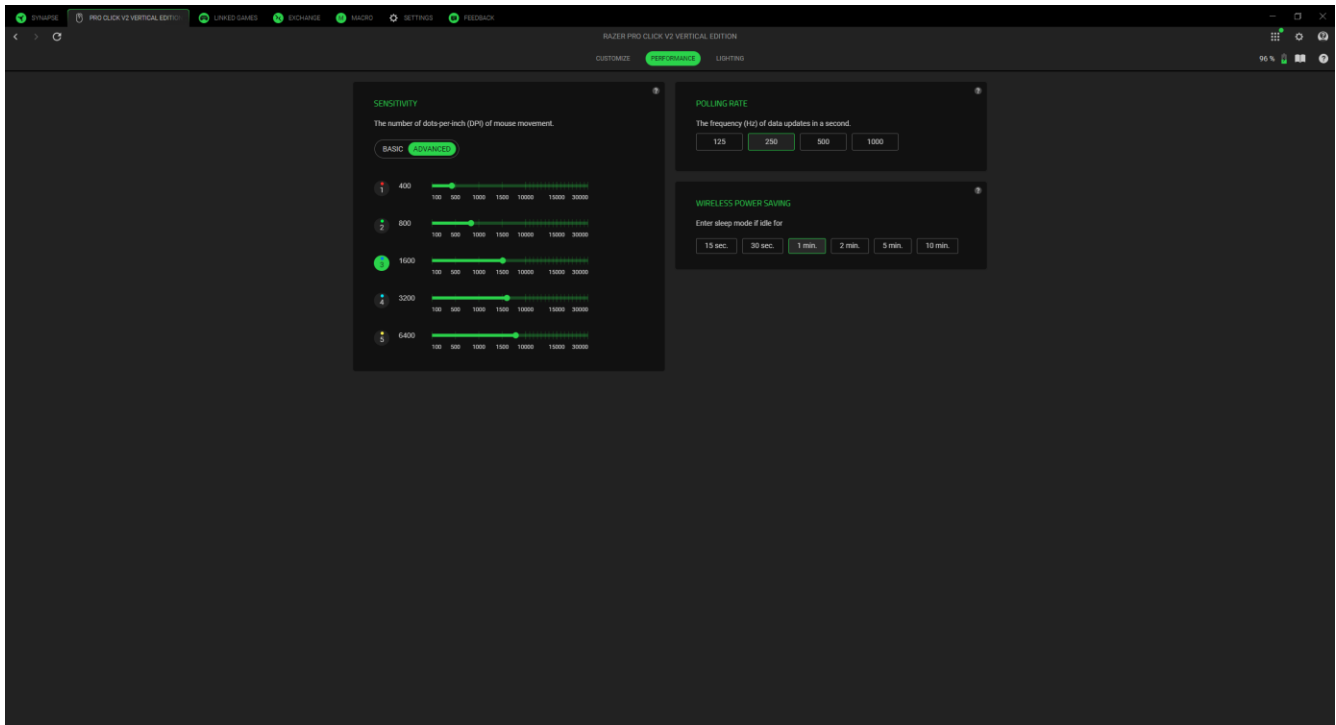 SYNAPSE PRO CLICK V2 VERTICAL EDITIO LINKED GAMES EXCHANGE MACRO SETTINGS FEEDBACK
RAZER PRO CLICK V2 VERTICAL EDITION
CUSTOMIZE PERFORMANCE LIGHTING
96 %
SENSITIVITY
The number of dots-per-inch (DPI) of mouse movement.
BASIC ADVANCED
1 400
100 500 1000 1500 10000 15000 30000
2 800
100 500 1000 1500 10000 15000 30000
3 1600
100 500 1000 1500 10000 15000 30000
4 3200
100 500 1000 1500 10000 15000 30000
5 6400
100 500 1000 1500 10000 15000 30000
POLLING RATE
The frequency (Hz) of data updates in a second.
125 250 500 1000
WIRELESS POWER SAVING
Enter sleep mode if idle for
15 sec. 30 sec. 1 min. 2 min. 5 min. 10 min.